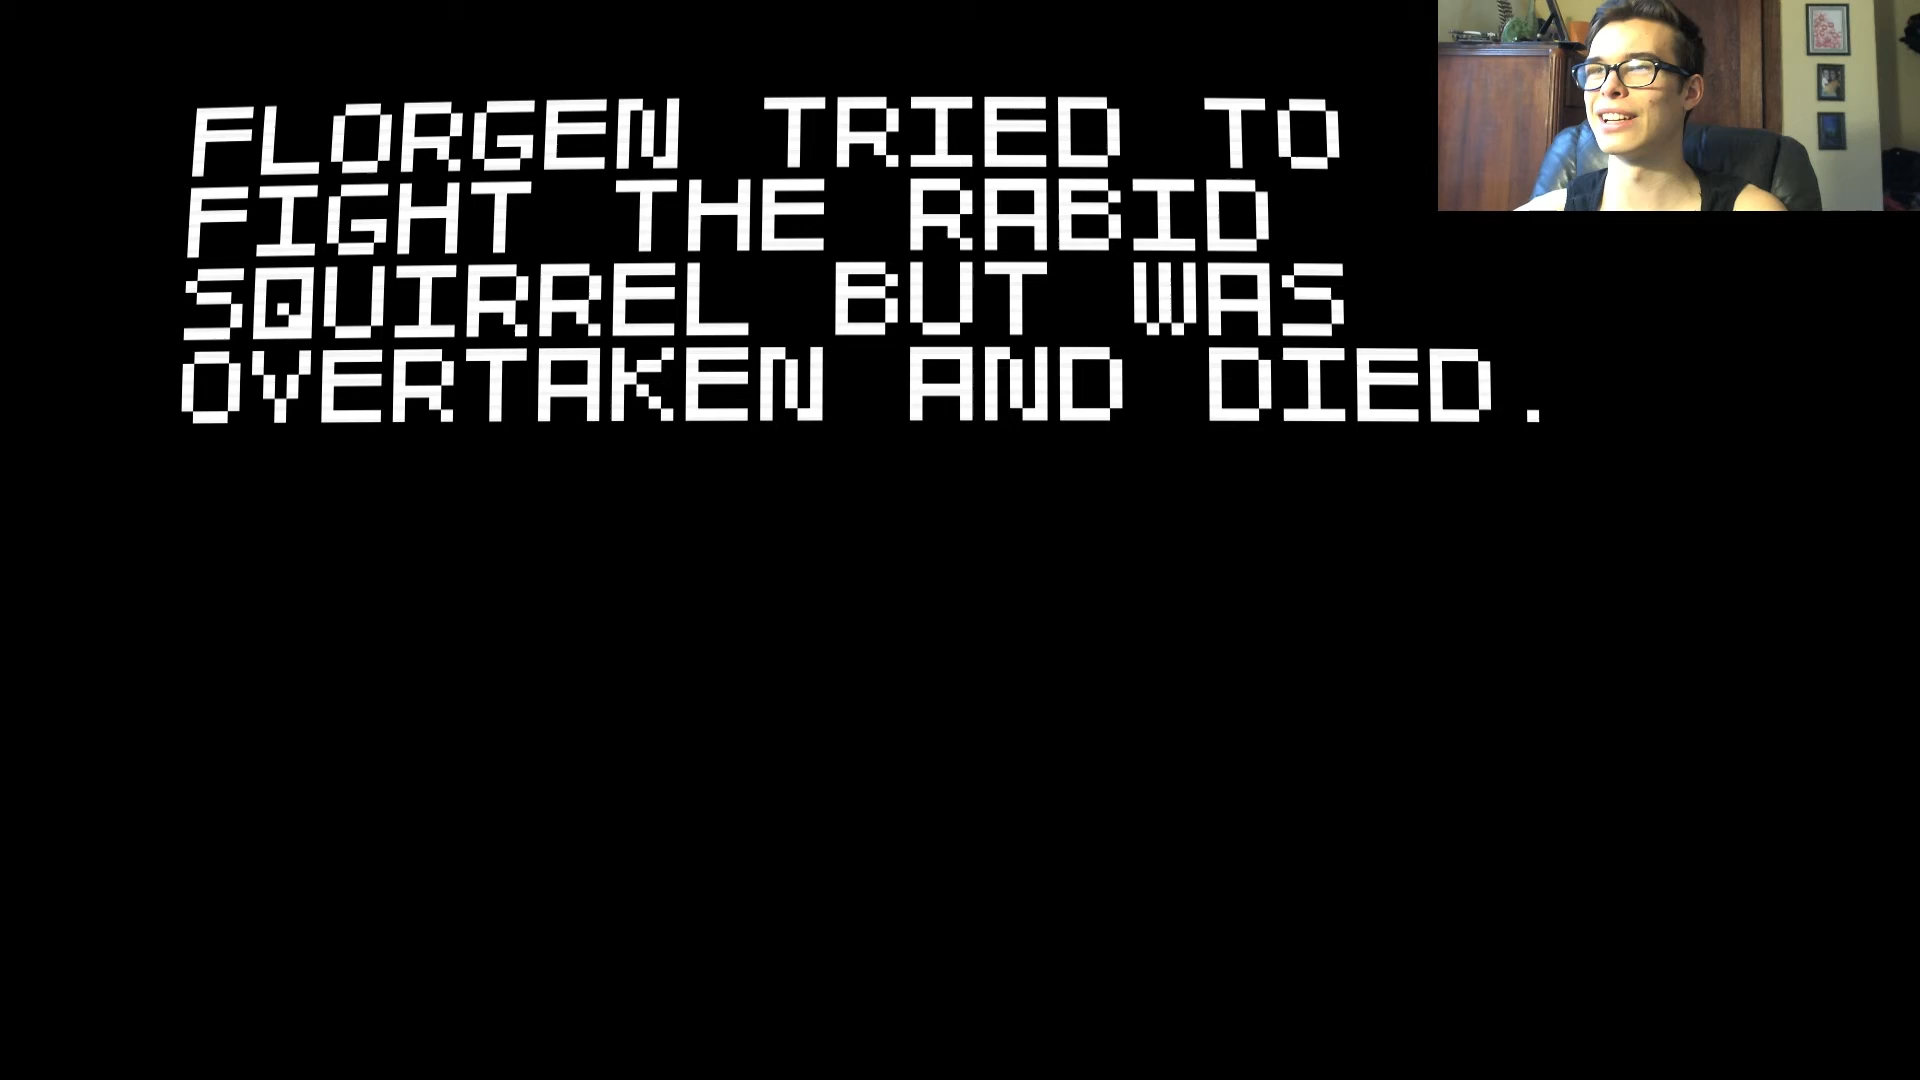 FLORGEN TRIED TO
FIGHT THE RABID
SQUIRREL BUT WAS
OVERTAKEN AND DIED.